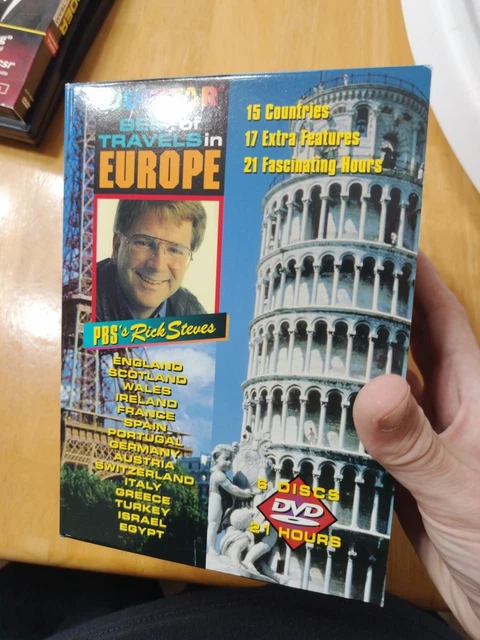 BEST of
TRAVELS in
EUROPE
15 Countries
17 Extra Features
21 Fascinating Hours
PBS's Rick Steves
ENGLAND
SCOTLAND
WALES
IRELAND
FRANCE
SPAIN
PORTUGAL
GERMANY
AUSTRIA
SWITZERLAND
ITALY
GREECE
TURKEY
ISRAEL
EGYPT
DISCS
DVD
21 HOURS